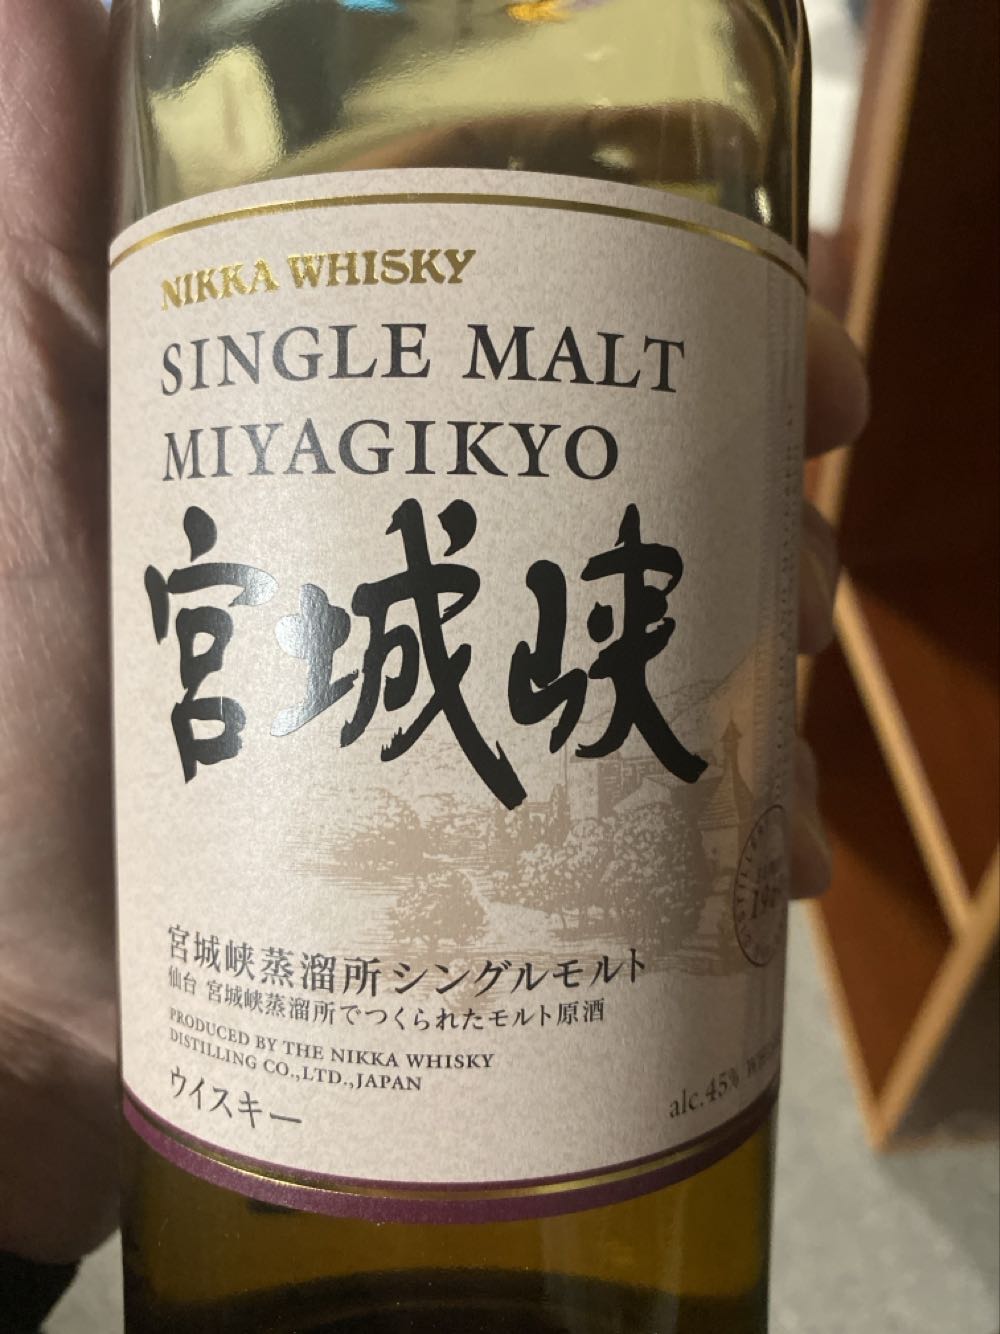 NIKKA WHISKY
SINGLE MALT
MIYAGIKYO
宮城峡
宮城峡蒸溜所シングルモルト
仙台 宮城峡蒸溜所でつくられたモルト原酒
PRODUCED BY THE NIKKA WHISKY
DISTILLING CO.,LTD.,JAPAN
ウイスキー
alc.45%